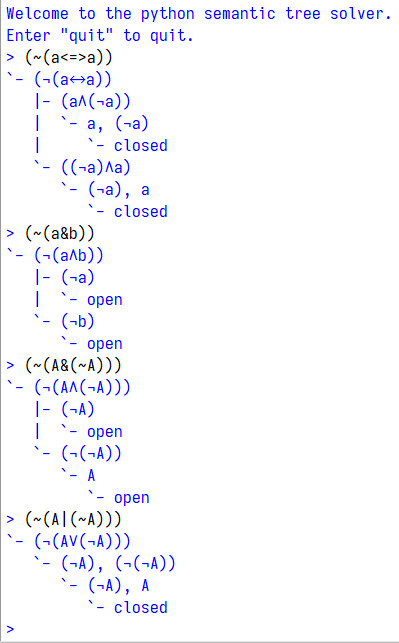 Welcome to the python semantic tree solver.
Enter "quit" to quit.
> (~(a<=>a))
`- (¬(a↔a))
   |- (a∧(¬a))
   |  `- a, (¬a)
   |     `- closed
   `- ((¬a)∧a)
      `- (¬a), a
         `- closed
> (~(a&b))
`- (¬(a∧b))
   |- (¬a)
   |  `- open
   `- (¬b)
      `- open
> (~(A&(~A)))
`- (¬(A∧(¬A)))
   |- (¬A)
   |  `- open
   `- (¬(¬A))
      `- A
         `- open
> (~(A|(~A)))
`- (¬(A∨(¬A)))
   `- (¬A), (¬(¬A))
      `- (¬A), A
         `- closed
>